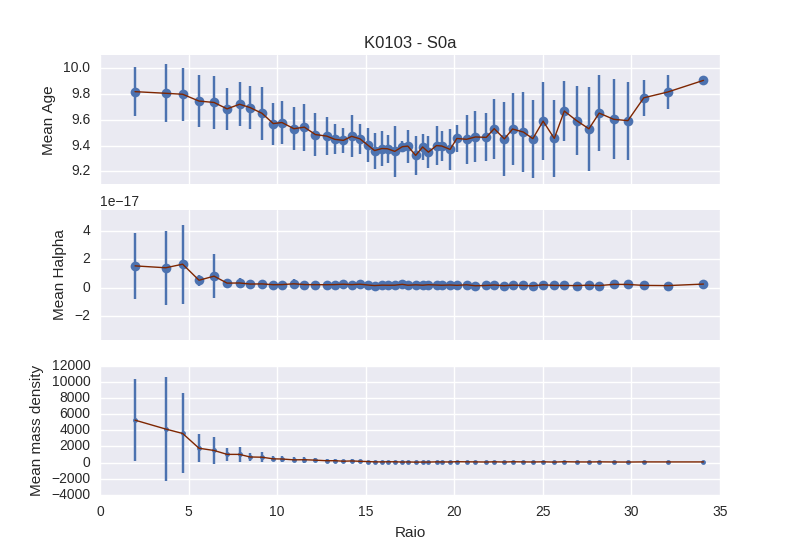 K0103 - S0a
10.0
9.8
9.6
9.4
9.2
Mean Age
1e−17
4
2
0
−2
Mean Halpha
12000
10000
8000
6000
4000
2000
0
−2000
−4000
Mean mass density
0 5 10 15 20 25 30 35
Raio